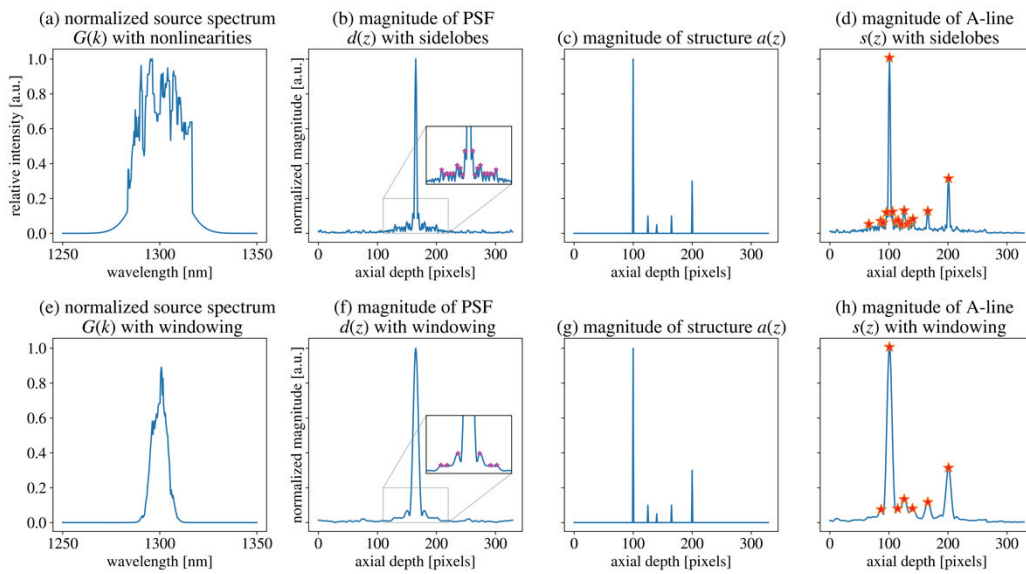 (a) normalized source spectrum
G(k) with nonlinearities
(b) magnitude of PSF
d(z) with sidelobes
(c) magnitude of structure a(z)
(d) magnitude of A-line
s(z) with sidelobes
relative intensity [a.u.]
1.0
0.8
0.6
0.4
0.2
0.0
1250
1300
1350
wavelength [nm]
normalized magnitude [a.u.]
0
100
200
300
axial depth [pixels]
0
100
200
300
axial depth [pixels]
0
100
200
300
axial depth [pixels]
(e) normalized source spectrum
G(k) with windowing
(f) magnitude of PSF
d(z) with windowing
(g) magnitude of structure a(z)
(h) magnitude of A-line
s(z) with windowing
1.0
0.8
0.6
0.4
0.2
0.0
1250
1300
1350
wavelength [nm]
normalized magnitude [a.u.]
0
100
200
300
axial depth [pixels]
0
100
200
300
axial depth [pixels]
0
100
200
300
axial depth [pixels]